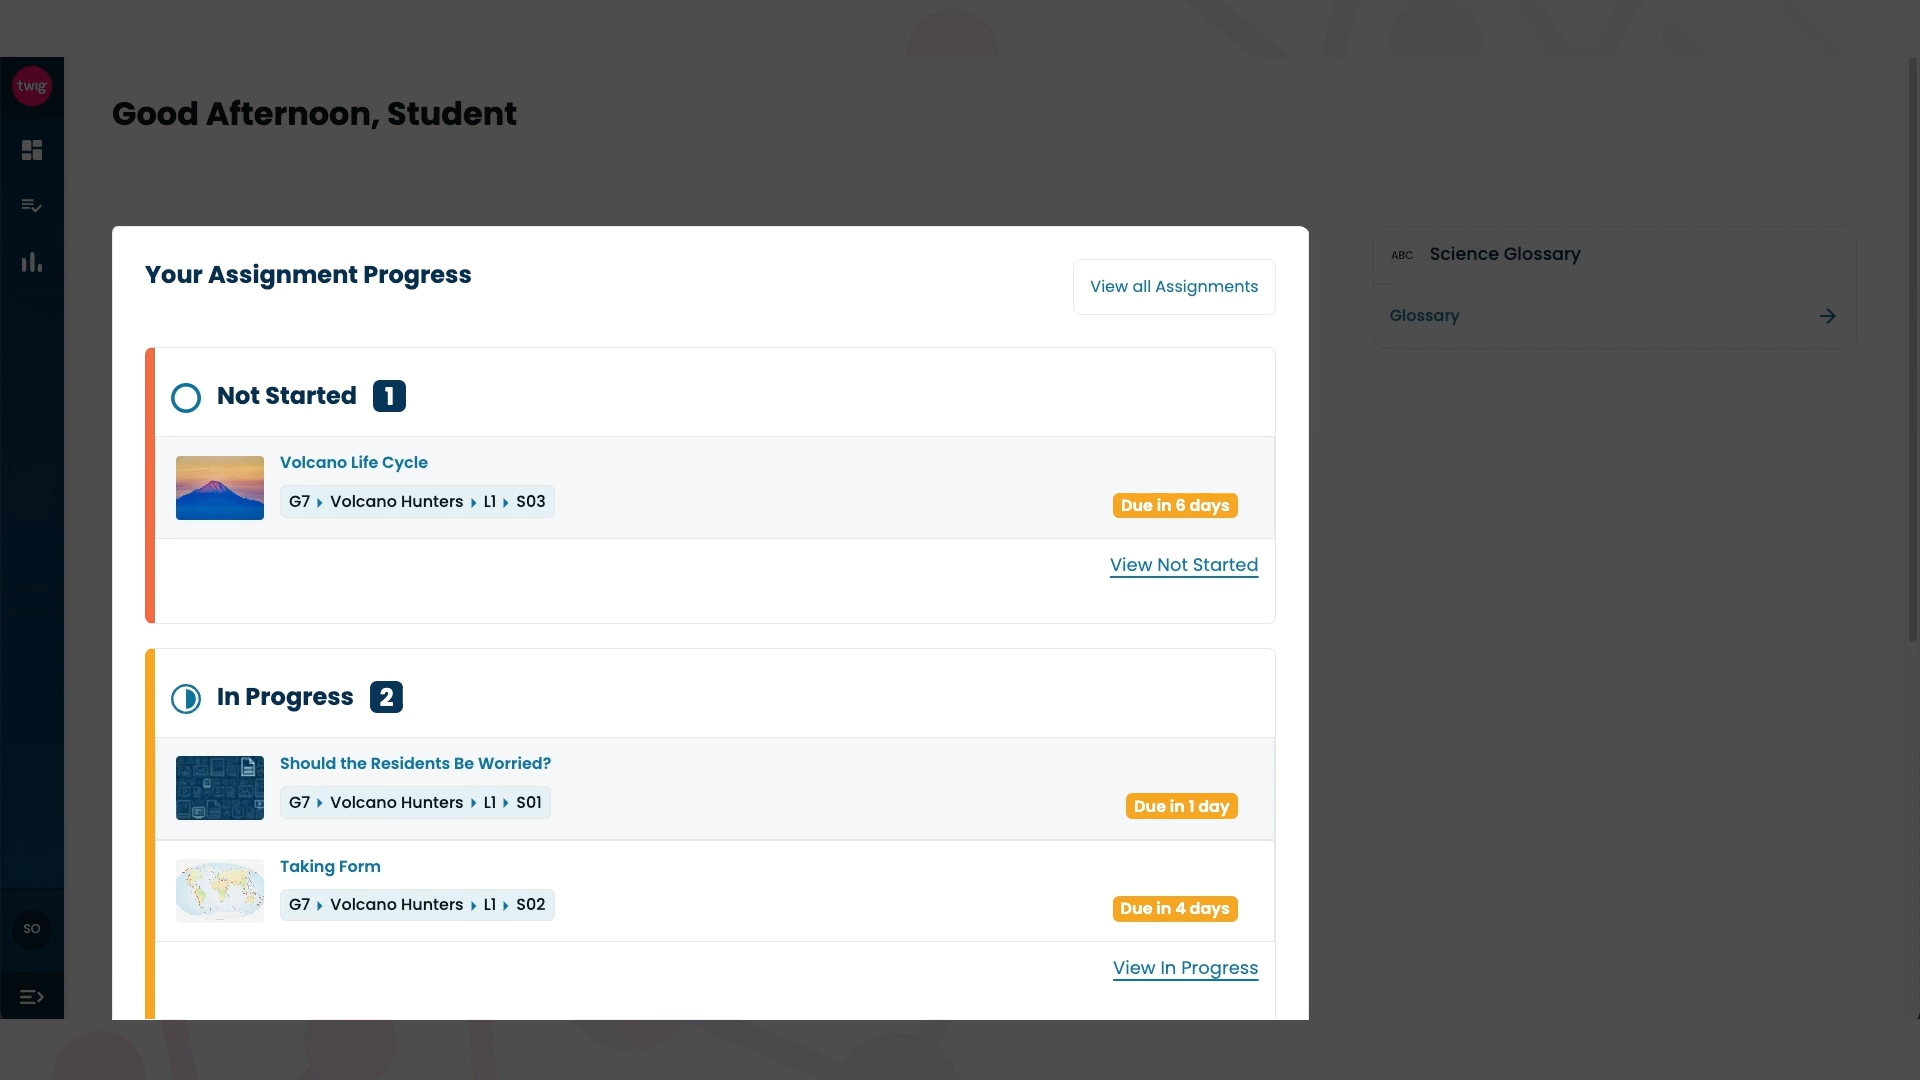 twig
Good Afternoon, Student
Your Assignment Progress
View all Assignments
Not Started 1
Volcano Life Cycle
G7 Volcano Hunters L1 S03
Due in 6 days
View Not Started
In Progress 2
Should the Residents Be Worried?
G7 Volcano Hunters L1 S01
Due in 1 day
Taking Form
G7 Volcano Hunters L1 S02
Due in 4 days
View In Progress
ABC Science Glossary
Glossary
SO